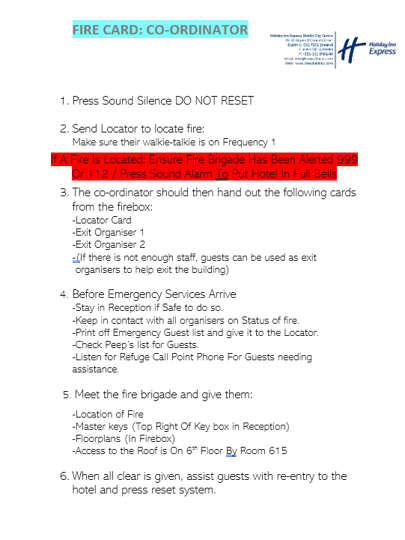 FIRE CARD: CO-ORDINATOR
Holiday Inn Express Dublin City Centre
Holiday Inn
Express
1. Press Sound Silence DO NOT RESET
2. Send Locator to locate fire:
Make sure their walkie-talkie is on Frequency 1
If A Fire Is Located: Ensure Fire Brigade Has Been Alerted 999
Or 112 / Press Sound Alarm To Put Hotel In Full Bells
3. The co-ordinator should then hand out the following cards
from the firebox:
-Locator Card
-Exit Organiser 1
-Exit Organiser 2
-(If there is not enough staff, guests can be used as exit
organisers to help exit the building)
4. Before Emergency Services Arrive
-Stay in Reception if Safe to do so.
-Keep in contact with all organisers on Status of fire.
-Print off Emergency Guest list and give it to the Locator.
-Check Peep's list for Guests.
-Listen for Refuge Call Point Phone For Guests needing
assistance.
5. Meet the fire brigade and give them:
-Location of Fire
-Master keys (Top Right Of Key box in Reception)
-Floorplans (In Firebox)
-Access to the Roof is On 6th Floor By Room 615
6. When all clear is given, assist guests with re-entry to the
hotel and press reset system.